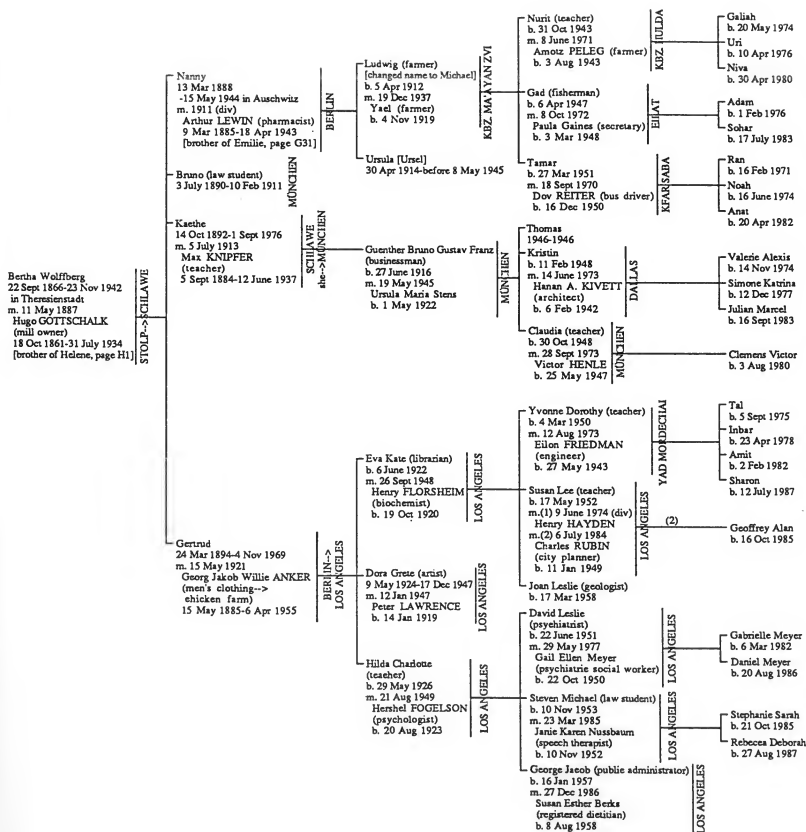 Bertha Wolffberg
22 Sept 1866-23 Nov 1942
in Theresienstadt
m. 11 May 1887
Hugo GOTTSCHALK
(mill owner)
18 Oct 1861-31 July 1934
[brother of Helene, page H1]
STOLP-->SCHLAWE
Nanny
13 Mar 1888
-15 May 1944 in Auschwitz
m. 1911 (div)
Arthur LEWIN (pharmacist)
9 Mar 1885-18 Apr 1943
[brother of Emilie, page G31]
BERLIN
Bruno (law student)
3 July 1890-10 Feb 1911
MÜNCHEN
Kaethe
14 Oct 1892-1 Sept 1976
m. 5 July 1913
Max KNIPFER
(teacher)
5 Sept 1884-12 June 1937
SCHLAWE
she-->MÜNCHEN
Gertrud
24 Mar 1894-4 Nov 1969
m. 15 May 1921
Georg Jakob Willie ANKER
(men's clothing-->
chicken farm)
15 May 1885-6 Apr 1955
BERLIN-->
LOS ANGELES
Ludwig (farmer)
[changed name to Michael]
b. 5 Apr 1912
m. 19 Dec 1937
Yael (farmer)
b. 4 Nov 1919
KBZ MA'AYAN ZVI
Ursula [Ursel]
30 Apr 1914-before 8 May 1945
Guenther Bruno Gustav Franz
(businessman)
b. 27 June 1916
m. 19 May 1945
Ursula Maria Stens
b. 1 May 1922
MÜNCHEN
Eva Kate (librarian)
b. 6 June 1922
m. 26 Sept 1948
Henry FLORSHEIM
(biochemist)
b. 19 Oct 1920
LOS ANGELES
Dora Grete (artist)
9 May 1924-17 Dec 1947
m. 12 Jan 1947
Peter LAWRENCE
b. 14 Jan 1919
LOS ANGELES
Hilda Charlotte
(teacher)
b. 29 May 1926
m. 21 Aug 1949
Hershel FOGELSON
(psychologist)
b. 20 Aug 1923
LOS ANGELES
Nurit (teacher)
b. 31 Oct 1943
m. 8 June 1971
Amotz PELEG (farmer)
b. 3 Aug 1943
KBZ HULDA
Gad (fisherman)
b. 6 Apr 1947
m. 8 Oct 1972
Paula Gaines (secretary)
b. 3 Mar 1948
EILAT
Tamar
b. 27 Mar 1951
m. 18 Sept 1970
Dov REITER (bus driver)
b. 16 Dec 1950
KFAR SABA
Thomas
1946-1946
Kristin
b. 11 Feb 1948
m. 14 June 1973
Hanan A. KIVETT
(architect)
b. 6 Feb 1942
DALLAS
Claudia (teacher)
b. 30 Oct 1948
m. 28 Sept 1973
Victor HENLE
b. 25 May 1947
MÜNCHEN
Yvonne Dorothy (teacher)
b. 4 Mar 1950
m. 12 Aug 1973
Eilon FRIEDMAN
(engineer)
b. 27 May 1943
YAD MORDECHAI
Susan Lee (teacher)
b. 17 May 1952
m.(1) 9 June 1974 (div)
Henry HAYDEN
m.(2) 6 July 1984
Charles RUBIN
(city planner)
b. 11 Jan 1949
LOS ANGELES
(2)
Joan Leslie (geologist)
b. 17 Mar 1958
David Leslie
(psychiatrist)
b. 22 June 1951
m. 29 May 1977
Gail Ellen Meyer
(psychiatric social worker)
b. 22 Oct 1950
LOS ANGELES
Steven Michael (law student)
b. 10 Nov 1953
m. 23 Mar 1985
Janie Karen Nussbaum
(speech therapist)
b. 10 Nov 1952
LOS ANGELES
George Jacob (public administrator)
b. 16 Jan 1957
m. 27 Dec 1986
Susan Esther Berks
(registered dietitian)
b. 8 Aug 1958
LOS ANGELES
Galiah
b. 20 May 1974
Uri
b. 10 Apr 1976
Niva
b. 30 Apr 1980
Adam
b. 1 Feb 1976
Sohar
b. 17 July 1983
Ran
b. 16 Feb 1971
Noah
b. 16 June 1974
Anat
b. 20 Apr 1982
Valerie Alexis
b. 14 Nov 1974
Simone Katrina
b. 12 Dec 1977
Julian Marcel
b. 16 Sept 1983
Clemens Victor
b. 3 Aug 1980
Tal
b. 5 Sept 1975
Inbar
b. 23 Apr 1978
Amit
b. 2 Feb 1982
Sharon
b. 12 July 1987
Geoffrey Alan
b. 16 Oct 1985
Gabrielle Meyer
b. 6 Mar 1982
Daniel Meyer
b. 20 Aug 1986
Stephanie Sarah
b. 21 Oct 1985
Rebecca Deborah
b. 27 Aug 1987